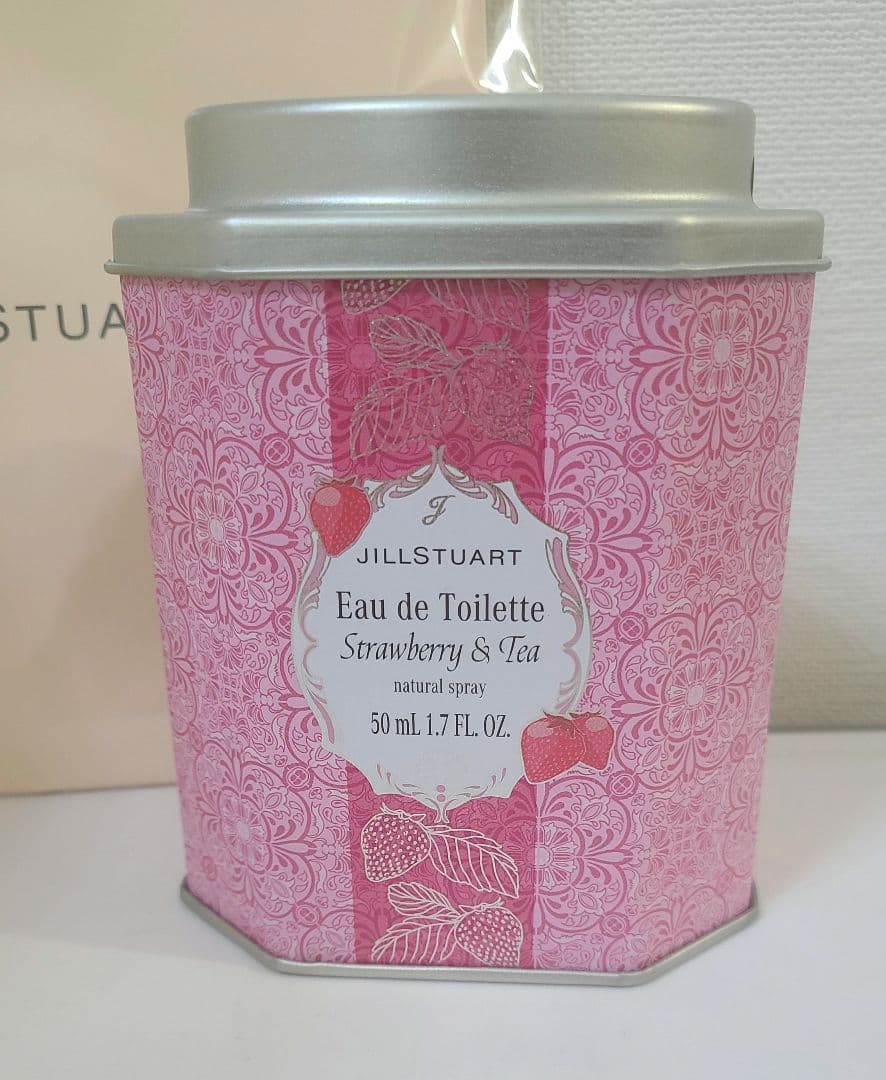 STUA
J
JILLSTUART
Eau de Toilette
Strawberry & Tea
natural spray
50 mL 1.7 FL. OZ.